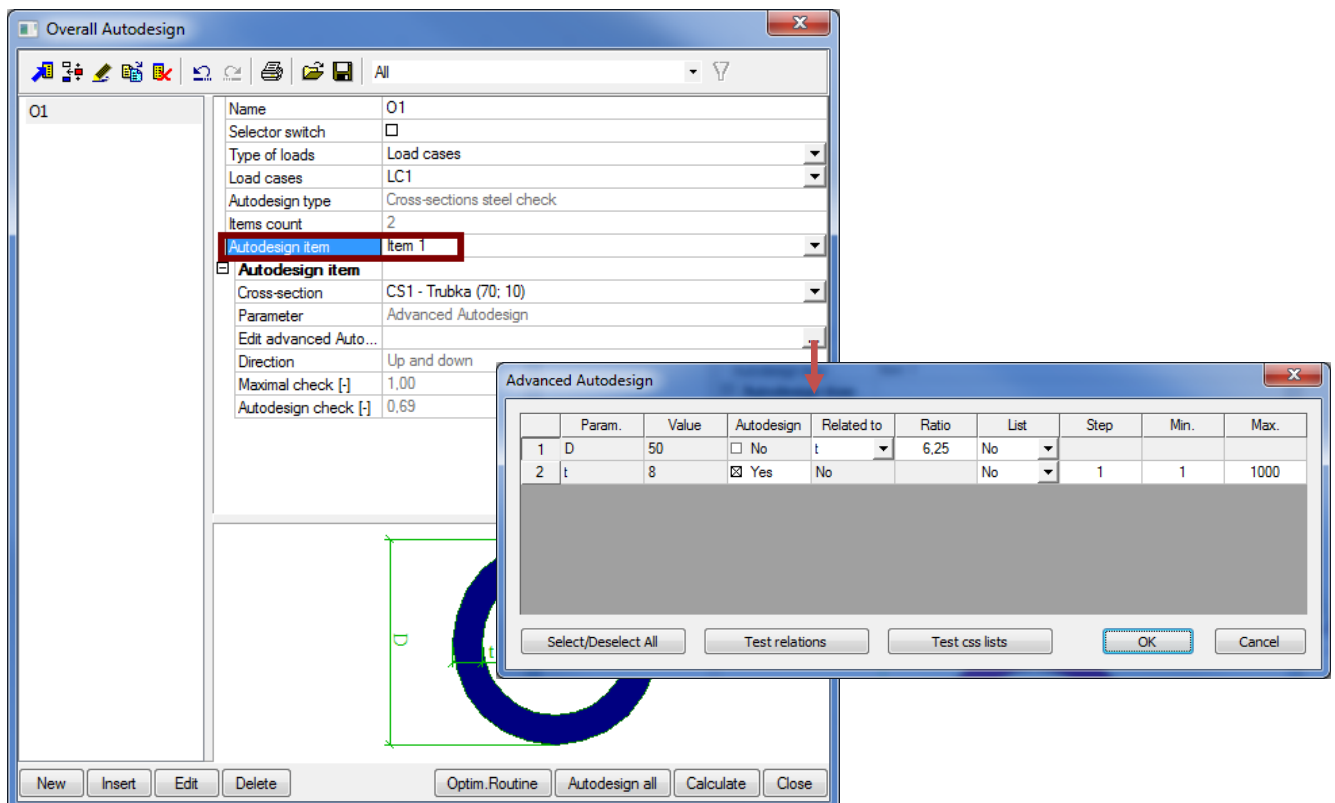 Overall Autodesign
All
O1
Name O1
Selector switch
Type of loads Load cases
Load cases LC1
Autodesign type Cross-sections steel check
Items count 2
Autodesign item Item 1
Autodesign item
Cross-section CS1 - Trubka (70; 10)
Parameter Advanced Autodesign
Edit advanced Auto... ...
Direction Up and down
Maximal check [-] 1,00
Autodesign check [-] 0,69
Advanced Autodesign
Param. Value Autodesign Related to Ratio List Step Min. Max.
1 D 50 No t 6,25 No
2 t 8 Yes No No 1 1 1000
Select/Deselect All Test relations Test css lists OK Cancel
D
t
New Insert Edit Delete Optim.Routine Autodesign all Calculate Close